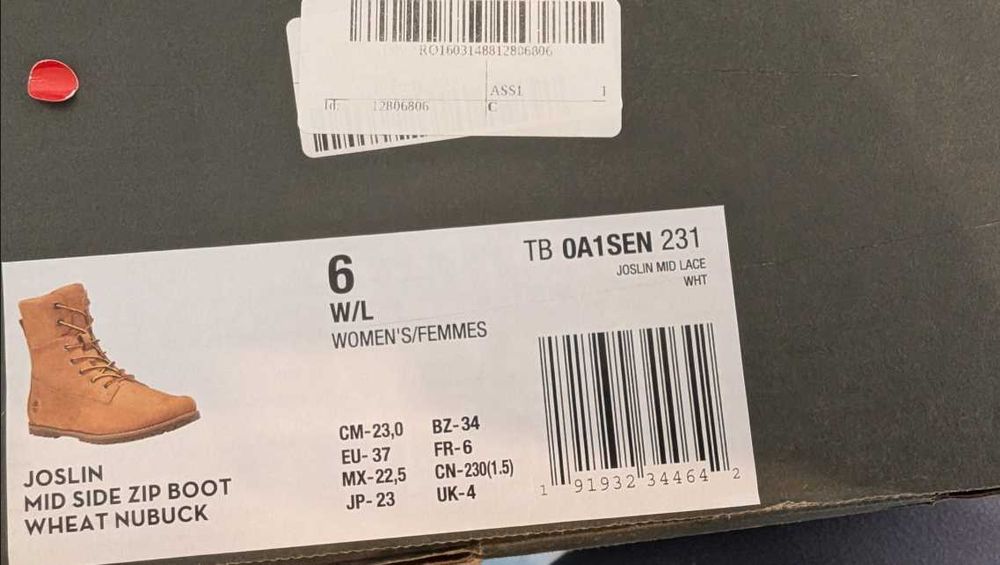 RO1603148812806806
ASS1 1
Id: 12806806 C
6
W/L
WOMEN'S/FEMMES
TB 0A1SEN 231
JOSLIN MID LACE
WHT
CM-23,0 BZ-34
EU-37 FR-6
MX-22,5 CN-230(1.5)
JP-23 UK-4
1 91932 34464 2
JOSLIN
MID SIDE ZIP BOOT
WHEAT NUBUCK